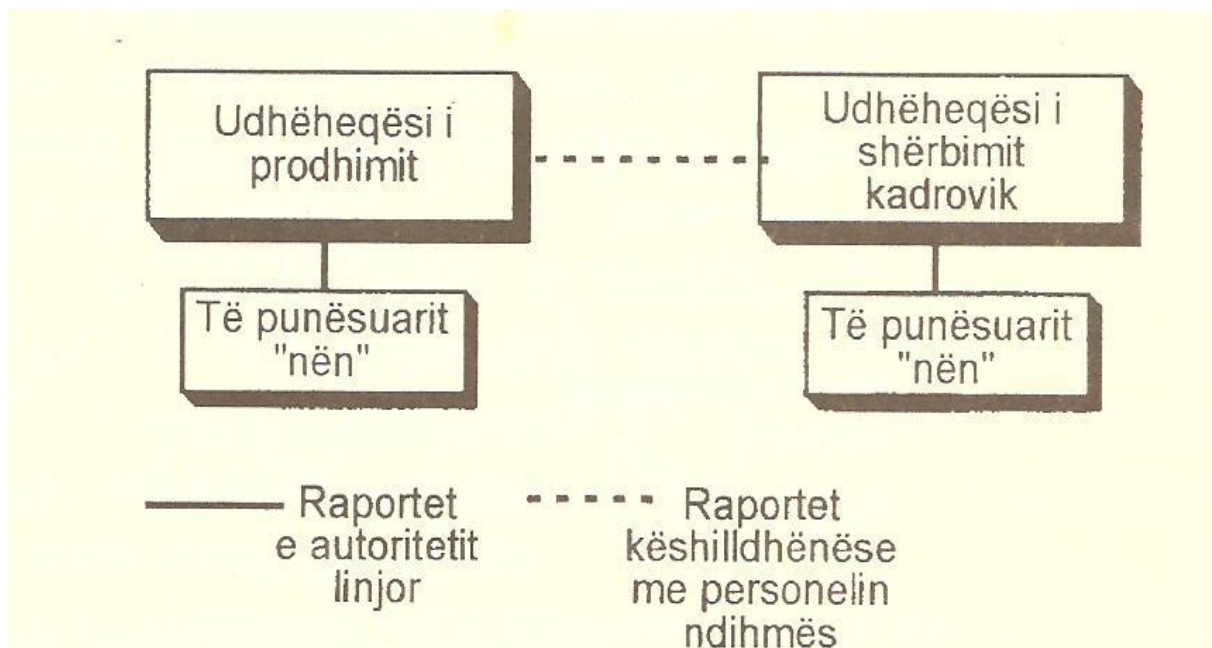 Udhëheqësi i
prodhimit
Udhëheqësi i
shërbimit
kadrovik
Të punësuarit
"nën"
Të punësuarit
"nën"
Raportet
e autoritetit
linjor
Raportet
këshilldhënëse
me personelin
ndihmës